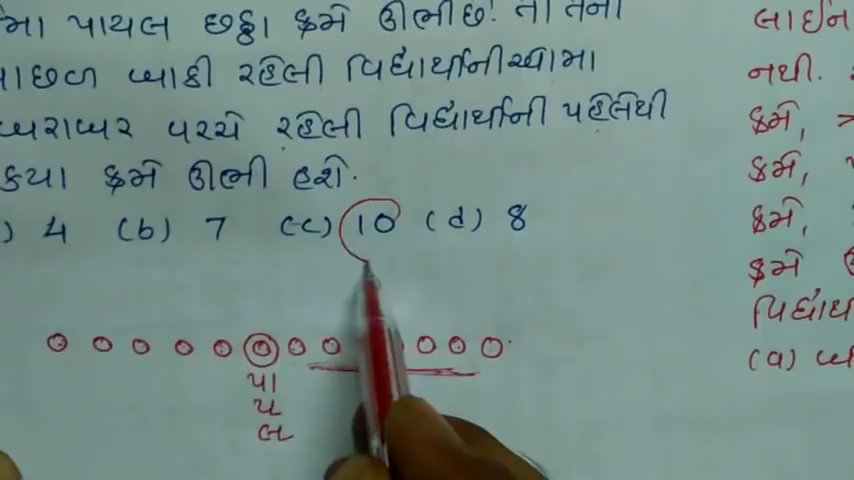 પાયલ છઠ્ઠા ક્રમે ઊભી છે. તો તેના
બાકી રહેલી વિદ્યાર્થીનીઓમા
બરાબર વચ્ચે રહેલી વિદ્યાર્થીની પહેલેથી
કયા ક્રમે ઊભી હશે.
) 4 (b) 7 (c) 10 (d) 8
પાયલ
લાઈન
નથી.
ક્રમે,
ક્રમે,
ક્રમે,
ક્રમે
(a)